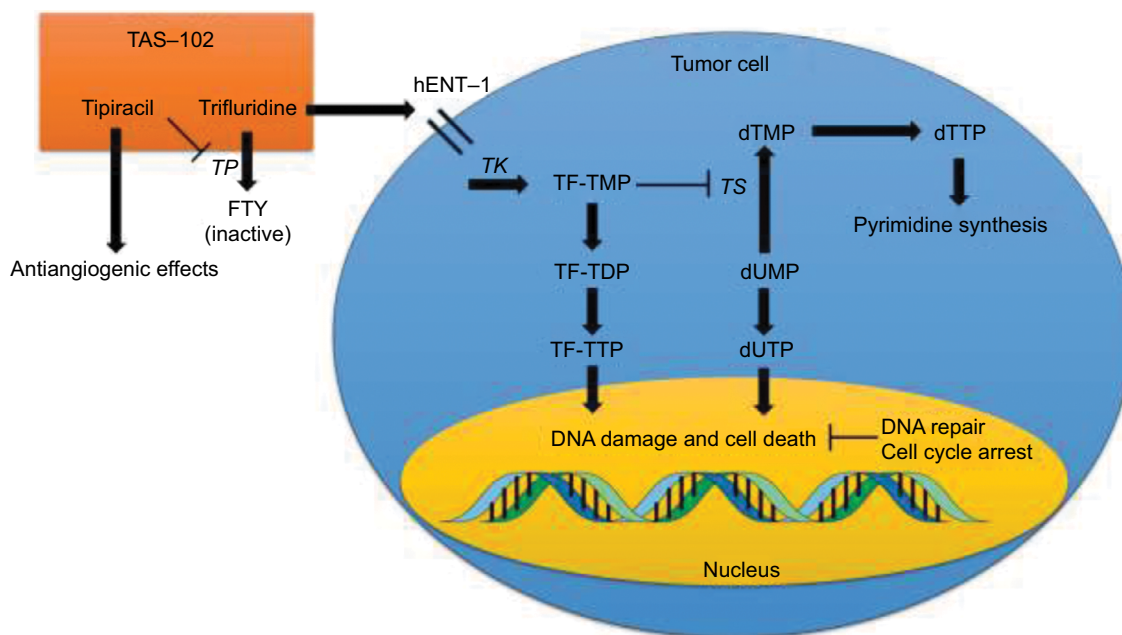 TAS–102
Tipiracil
Trifluridine
TP
FTY
(inactive)
Antiangiogenic effects
hENT–1
Tumor cell
TK
TF-TMP
TS
dTMP
dTTP
Pyrimidine synthesis
TF-TDP
dUMP
TF-TTP
dUTP
DNA damage and cell death
DNA repair
Cell cycle arrest
Nucleus